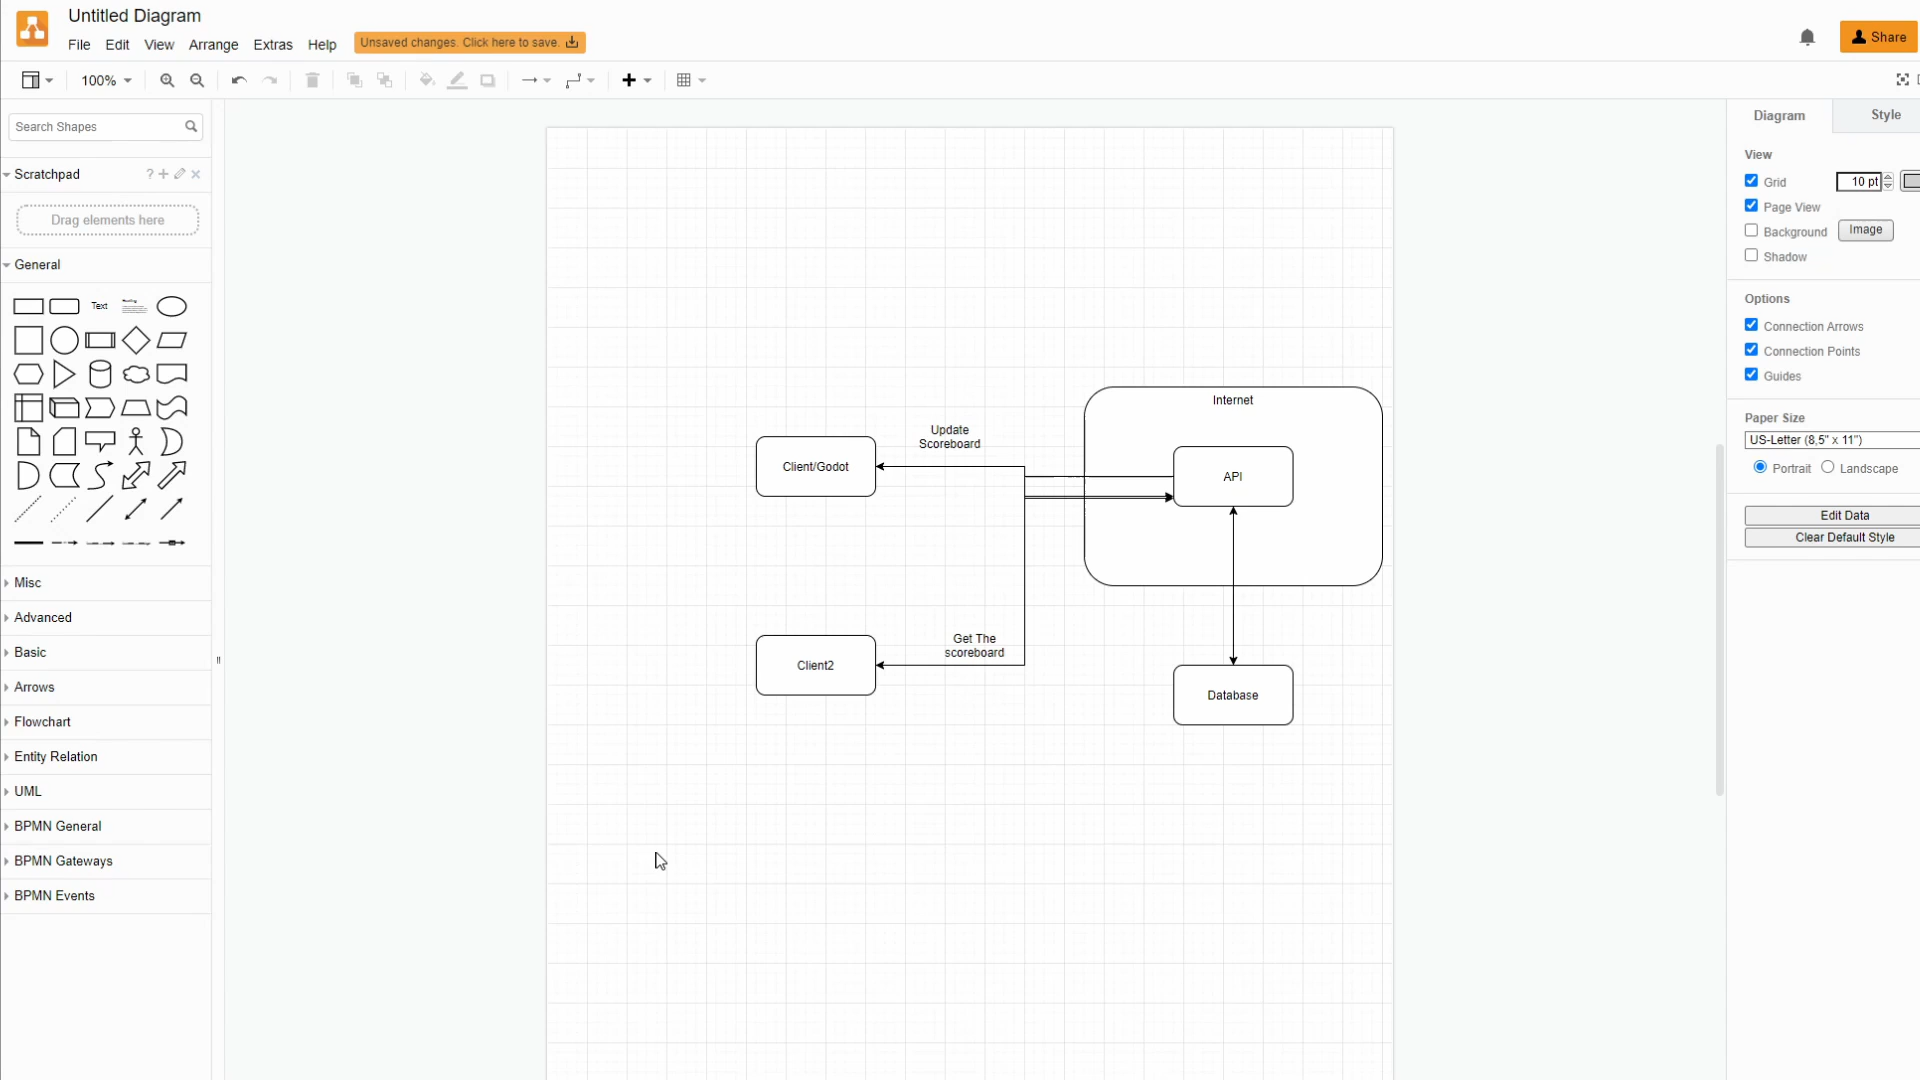 Untitled Diagram
File Edit View Arrange Extras Help
Unsaved changes. Click here to save.
Share
100%
Search Shapes
Scratchpad
?
Drag elements here
General
Text
Misc
Advanced
Basic
Arrows
Flowchart
Entity Relation
UML
BPMN General
BPMN Gateways
BPMN Events
Update
Scoreboard
Client/Godot
Internet
API
Get The
scoreboard
Client2
Database
Diagram
Style
View
Grid
10 pt
Page View
Background
Image
Shadow
Options
Connection Arrows
Connection Points
Guides
Paper Size
US-Letter (8,5" x 11")
Portrait
Landscape
Edit Data
Clear Default Style